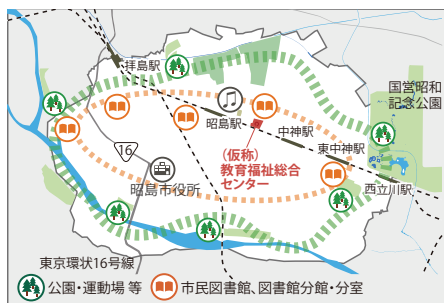 拝島駅
国営昭和
記念公園
昭島駅
中神駅
(仮称)
教育福祉総合
センター
東中神駅
16
昭島市役所
西立川駅
東京環状16号線
公園・運動場 等
市民図書館、図書館分館・分室